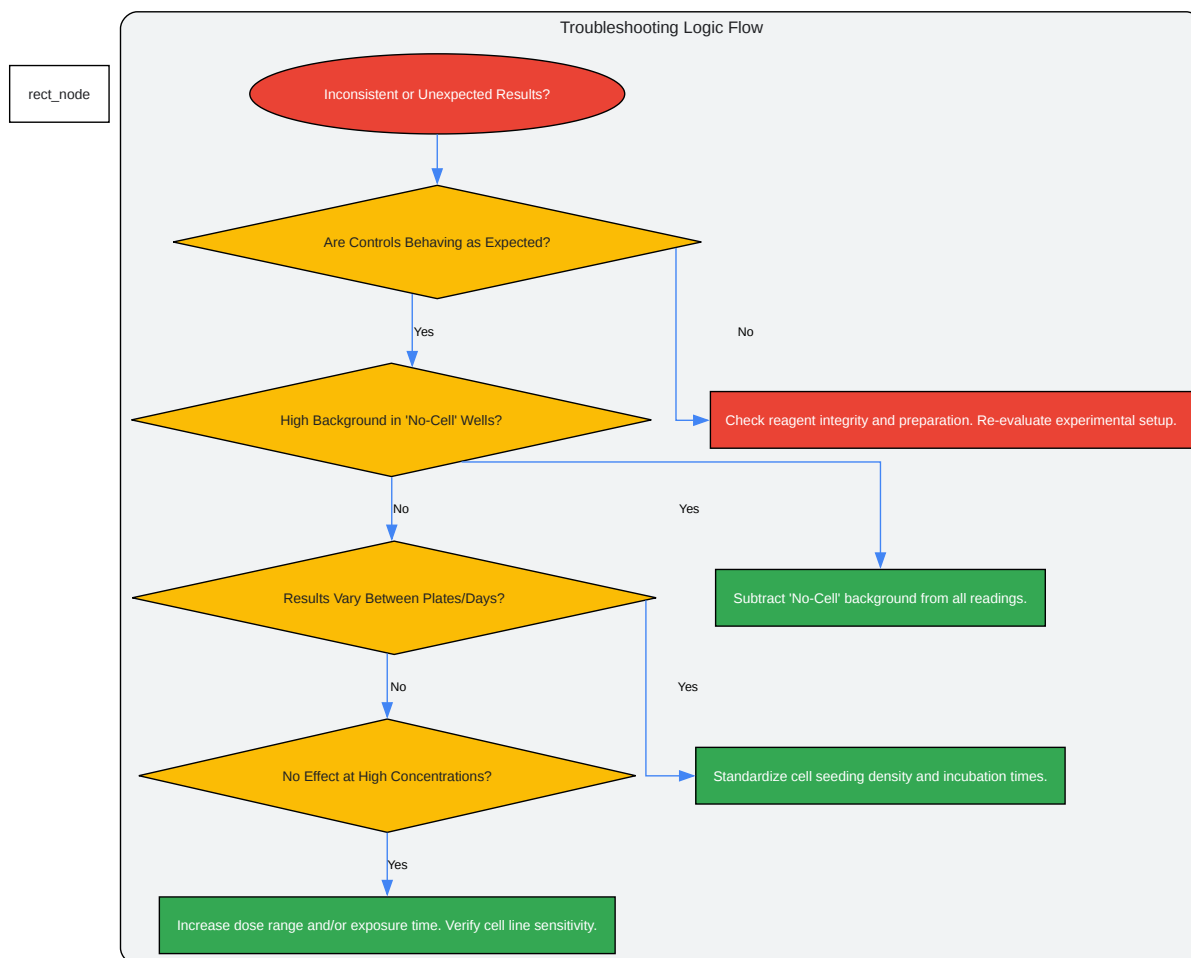 Troubleshooting Logic Flow
rect_node
Inconsistent or Unexpected Results?
Are Controls Behaving as Expected?
Yes
No
High Background in 'No-Cell' Wells?
Check reagent integrity and preparation. Re-evaluate experimental setup.
No
Yes
Results Vary Between Plates/Days?
Subtract 'No-Cell' background from all readings.
No
Yes
No Effect at High Concentrations?
Standardize cell seeding density and incubation times.
Yes
Increase dose range and/or exposure time. Verify cell line sensitivity.